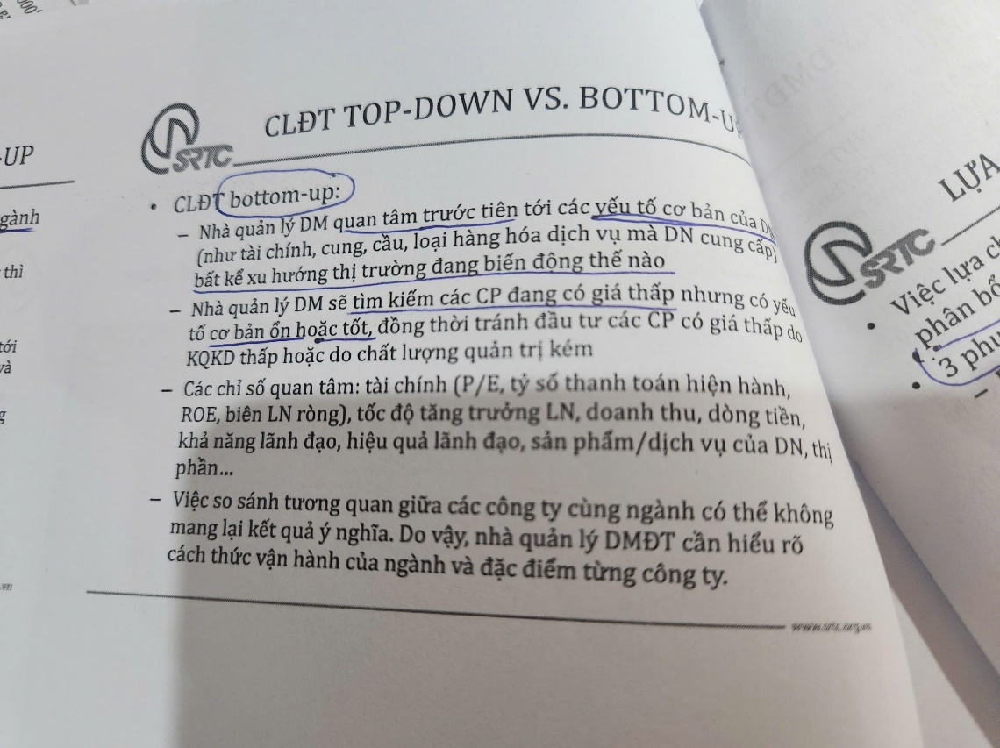 -UP
gành
thì
tới
và
g
.vn
SRTC
CLĐT TOP-DOWN VS. BOTTOM-U
• CLĐT bottom-up:
– Nhà quản lý DM quan tâm trước tiên tới các yếu tố cơ bản của DN
(như tài chính, cung, cầu, loại hàng hóa dịch vụ mà DN cung cấp)
bất kể xu hướng thị trường đang biến động thế nào
– Nhà quản lý DM sẽ tìm kiếm các CP đang có giá thấp nhưng có yếu
tố cơ bản ổn hoặc tốt, đồng thời tránh đầu tư các CP có giá thấp do
KQKD thấp hoặc do chất lượng quản trị kém
– Các chỉ số quan tâm: tài chính (P/E, tỷ số thanh toán hiện hành,
ROE, biên LN ròng), tốc độ tăng trưởng LN, doanh thu, dòng tiền,
khả năng lãnh đạo, hiệu quả lãnh đạo, sản phẩm/dịch vụ của DN, thị
phần...
– Việc so sánh tương quan giữa các công ty cùng ngành có thể không
mang lại kết quả ý nghĩa. Do vậy, nhà quản lý DMĐT cần hiểu rõ
cách thức vận hành của ngành và đặc điểm từng công ty.
www.srtc.org.vn
LỰA
SRTC
• Việc lựa ch
phân bổ
• 3 phư
–